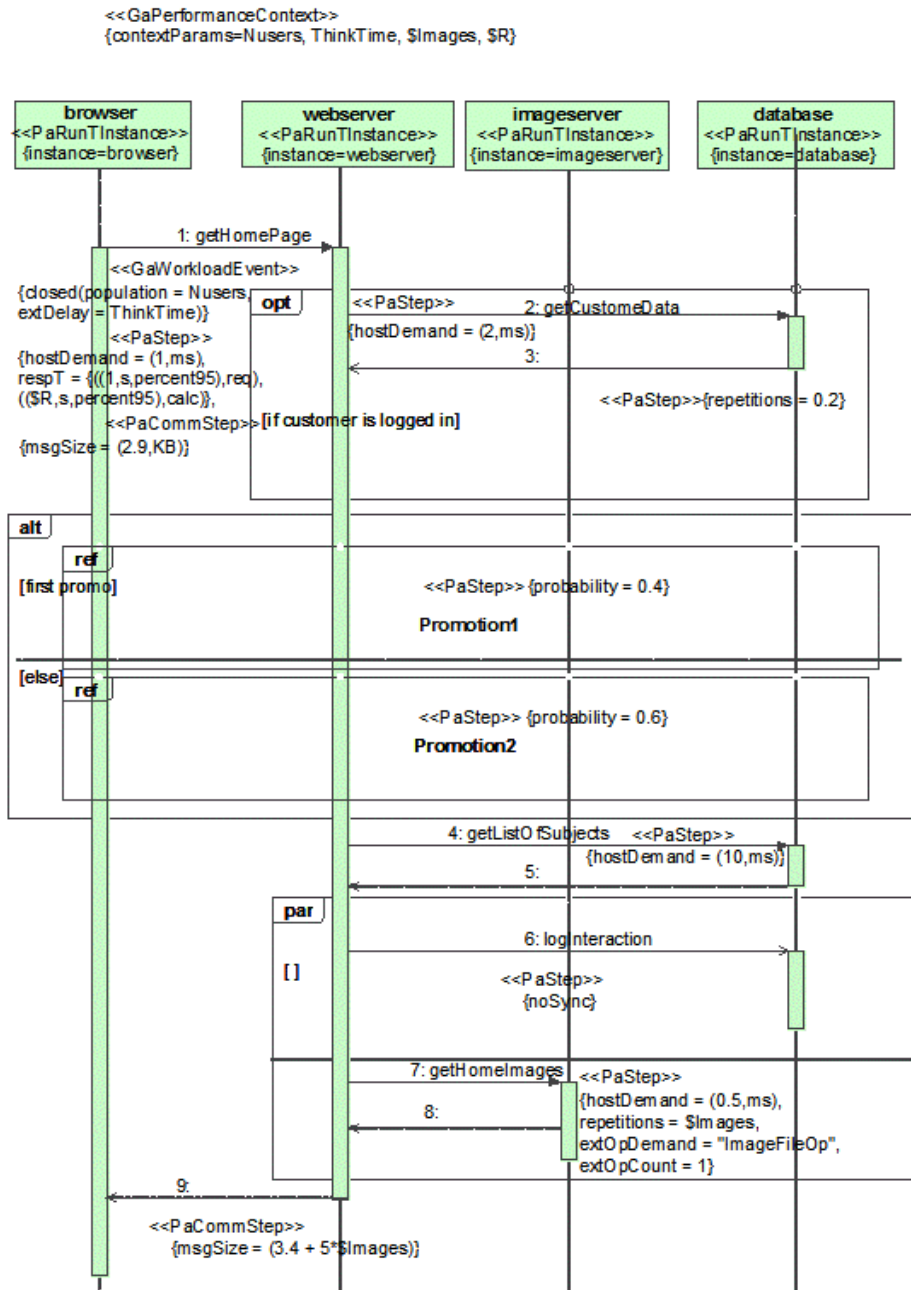 <<GaPerformanceContext>>
{contextParams=Nusers, ThinkTime, $Images, $R}
browser
<<PaRunTInstance>>
{instance=browser}
webserver
<<PaRunTInstance>>
{instance=webserver}
imageserver
<<PaRunTInstance>>
{instance=imageserver}
database
<<PaRunTInstance>>
{instance=database}
1: getHomePage
<<GaWorkloadEvent>>
{closed(population = Nusers,
extDelay = ThinkTime)}
<<PaStep>>
{hostDemand = (1,ms),
respT = {((1,s,percent95),req),
(($R,s,percent95),calc)},
<<PaCommStep>>
{msgSize = (2.9,KB)}
opt
<<PaStep>>
2: getCustomeData
{hostDemand = (2,ms)}
3:
<<PaStep>>{repetitions = 0.2}
[if customer is logged in]
alt
ref
[first promo]
<<PaStep>> {probability = 0.4}
Promotion1
[else]
ref
<<PaStep>> {probability = 0.6}
Promotion2
4: getListOfSubjects
<<PaStep>>
{hostDemand = (10,ms)}
5:
par
6: logInteraction
[ ]
<<PaStep>>
{noSync}
7: getHomeImages
<<PaStep>>
{hostDemand = (0.5,ms),
repetitions = $Images,
extOpDemand = "ImageFileOp",
extOpCount = 1}
8:
9:
<<PaCommStep>>
{msgSize = (3.4 + 5*$Images)}